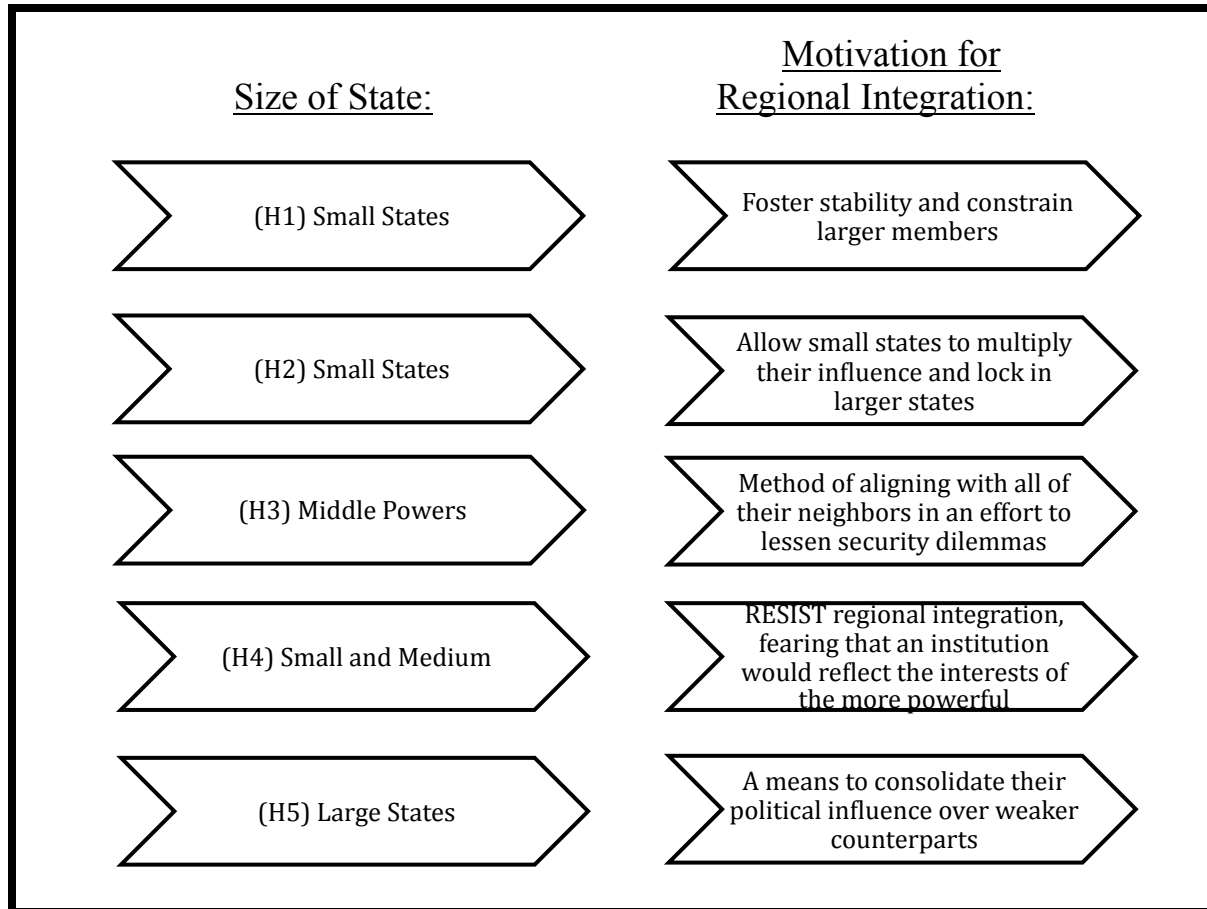 Size of State:
Motivation for
Regional Integration:
(H1) Small States
Foster stability and constrain
larger members
(H2) Small States
Allow small states to multiply
their influence and lock in
larger states
(H3) Middle Powers
Method of aligning with all of
their neighbors in an effort to
lessen security dilemmas
(H4) Small and Medium
RESIST regional integration,
fearing that an institution
would reflect the interests of
the more powerful
(H5) Large States
A means to consolidate their
political influence over weaker
counterparts